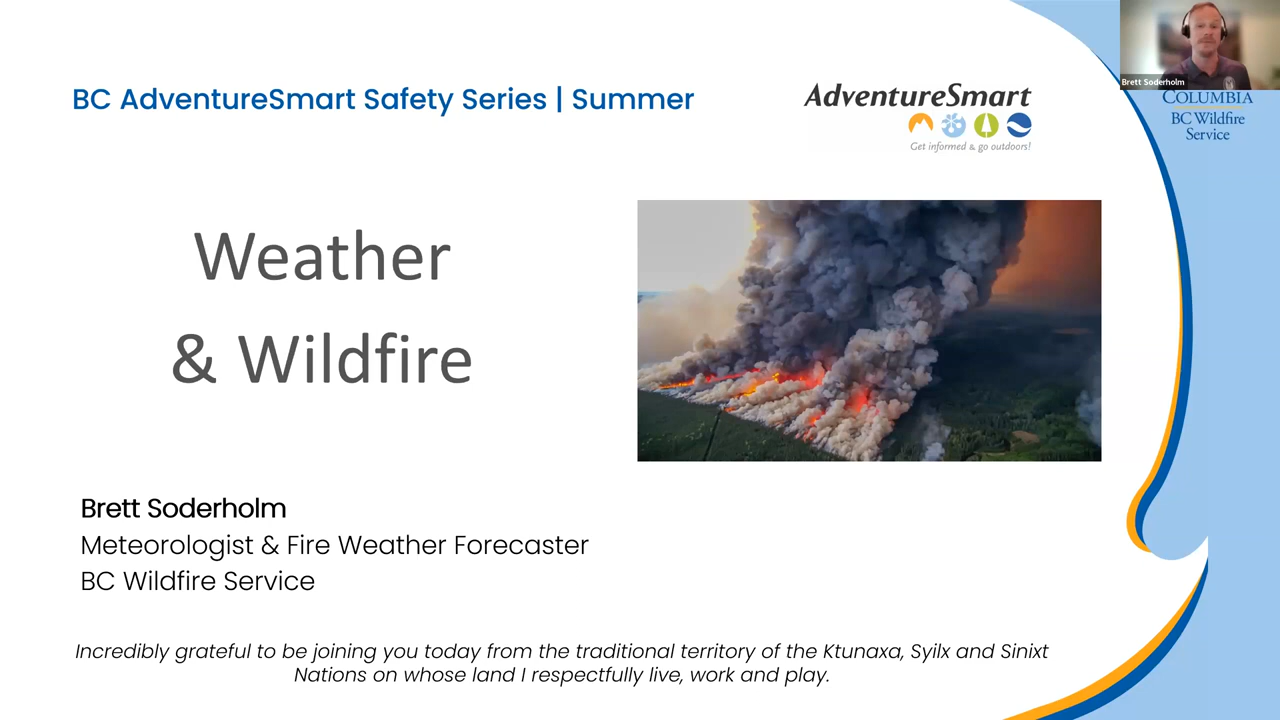 BC AdventureSmart Safety Series | Summer
AdventureSmart
Get informed & go outdoors!
Brett Soderholm
COLUMBIA
BC Wildfire
Service
Weather
& Wildfire
Brett Soderholm
Meteorologist & Fire Weather Forecaster
BC Wildfire Service
Incredibly grateful to be joining you today from the traditional territory of the Ktunaxa, Syilx and Sinixt
Nations on whose land I respectfully live, work and play.